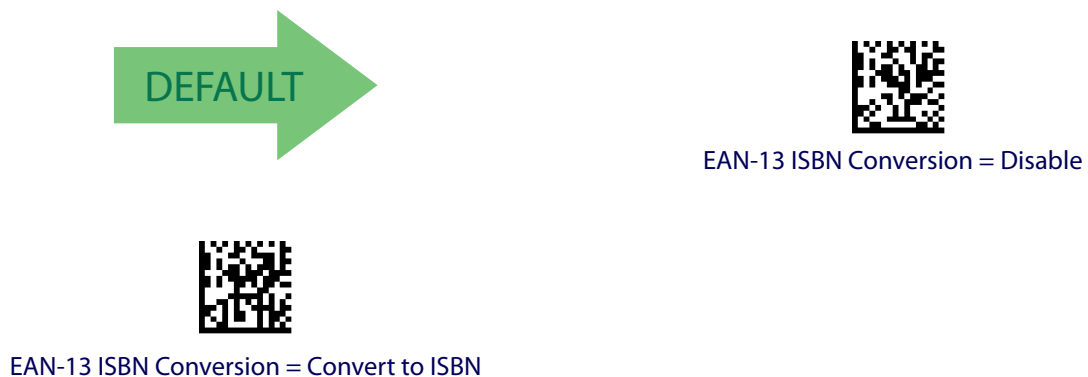 DEFAULT
EAN-13 ISBN Conversion = Disable
EAN-13 ISBN Conversion = Convert to ISBN